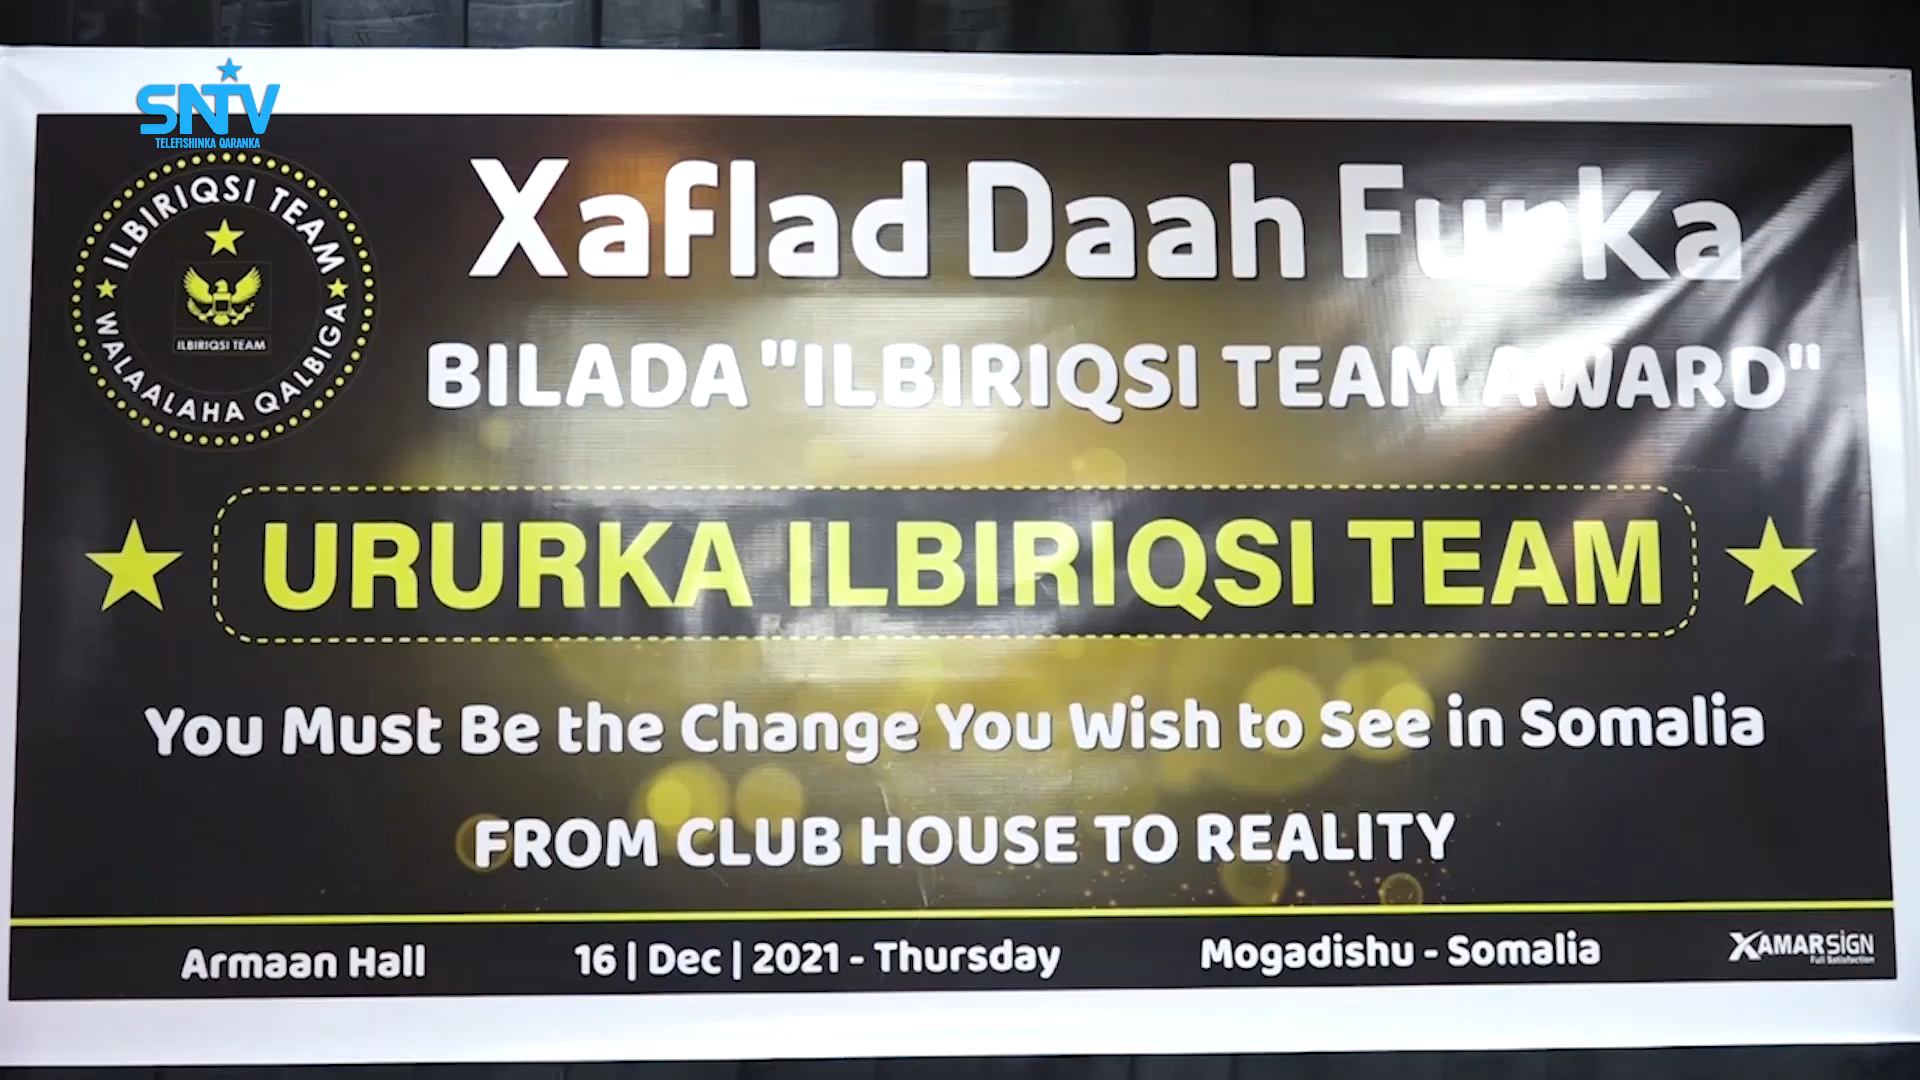 SNTV
TELEFISHINKA QARANKA
ILBIRIQSI TEAM
ILBIRIQSI TEAM
WALAALAHA QALBIGA
Xaflad Daah Furka
BILADA "ILBIRIQSI TEAM AWARD"
URURKA ILBIRIQSI TEAM
You Must Be the Change You Wish to See in Somalia
FROM CLUB HOUSE TO REALITY
Armaan Hall 16 | Dec | 2021 - Thursday Mogadishu - Somalia XAMARSIGN
Full Satisfaction